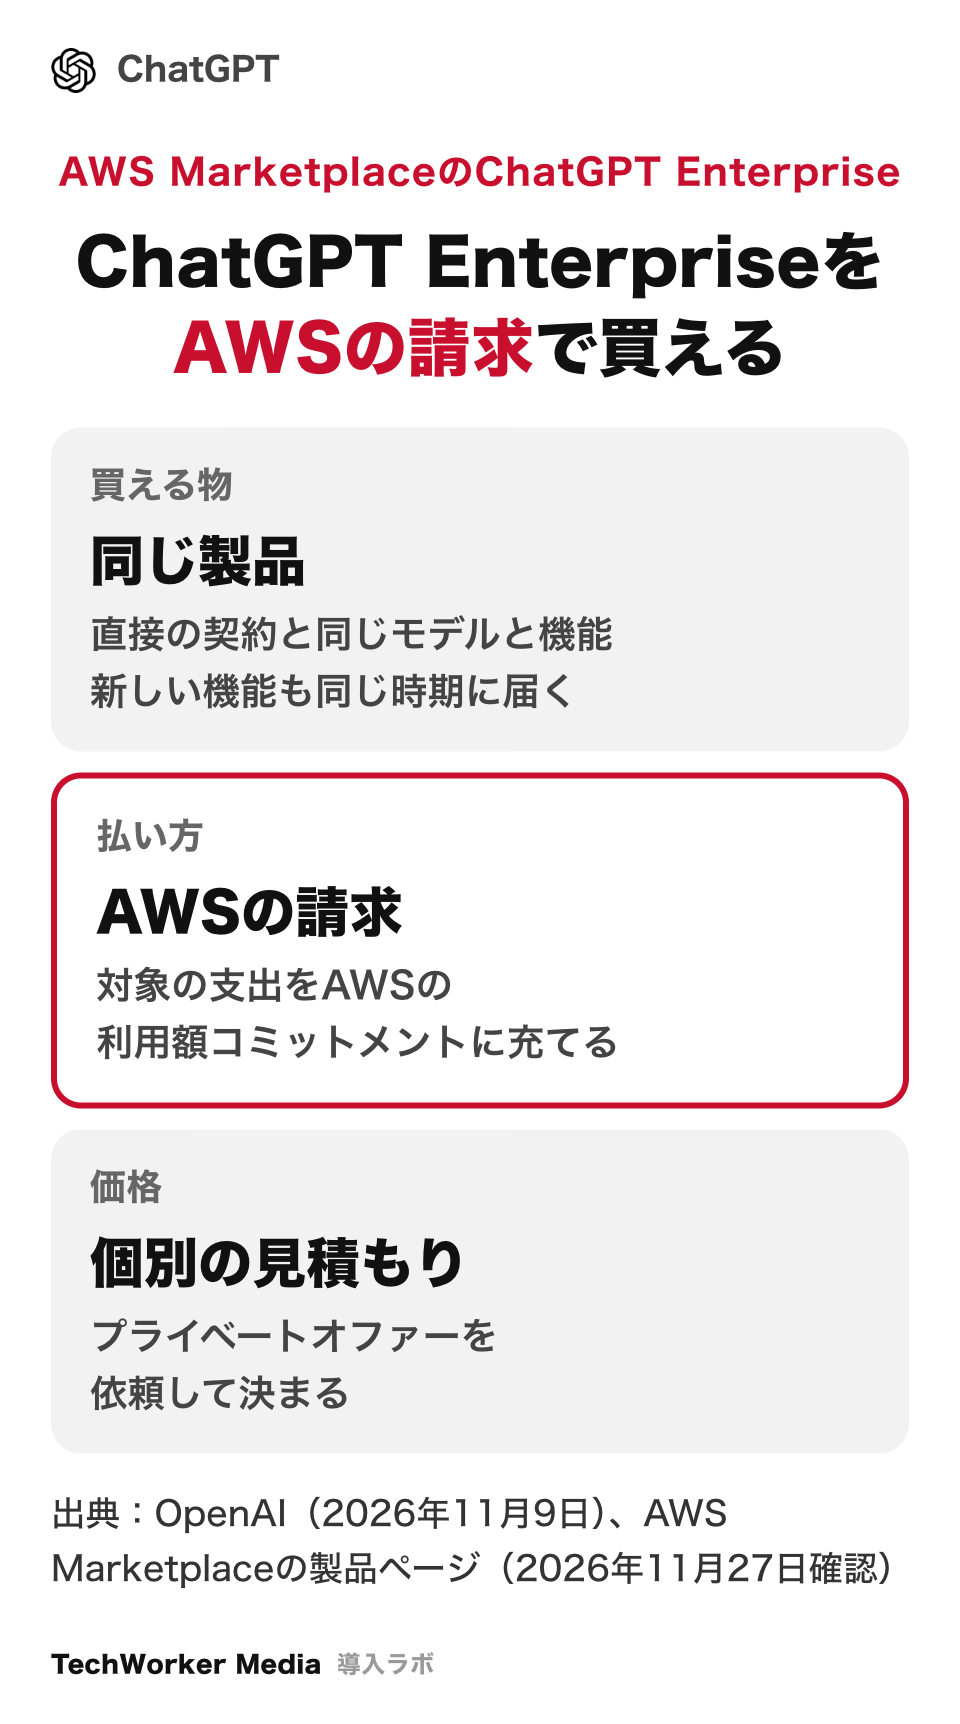 ChatGPT
AWS MarketplaceのChatGPT Enterprise
ChatGPT Enterpriseを
AWSの請求で買える
買える物
同じ製品
直接の契約と同じモデルと機能
新しい機能も同じ時期に届く
払い方
AWSの請求
対象の支出をAWSの
利用額コミットメントに充てる
価格
個別の見積もり
プライベートオファーを
依頼して決まる
出典：OpenAI（2026年11月9日）、AWS
Marketplaceの製品ページ（2026年11月27日確認）
TechWorker Media 導入ラボ